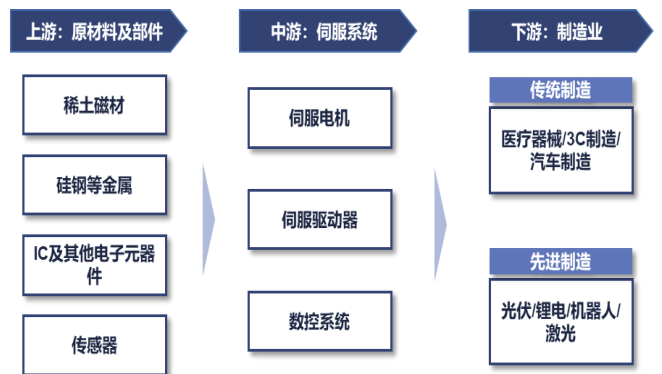 上游：原材料及部件
中游：伺服系统
下游：制造业
稀土磁材
硅钢等金属
IC及其他电子元器
件
传感器
伺服电机
伺服驱动器
数控系统
传统制造
医疗器械/3C制造/
汽车制造
先进制造
光伏/锂电/机器人/
激光